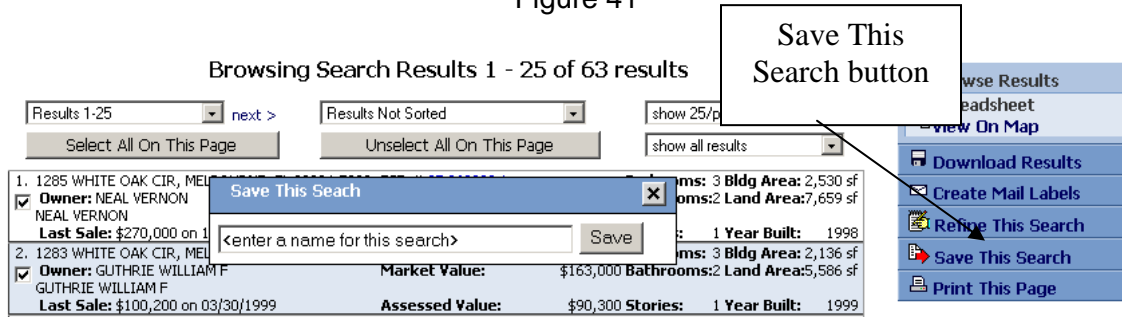 Figure 41
Save This
Search button
Browsing Search Results 1 - 25 of 63 results
Results 1-25 next > Results Not Sorted show 25/p
Select All On This Page Unselect All On This Page show all results
1. 1285 WHITE OAK CIR,
Owner: NEAL VERNON 3 Bldg Area: 2,530 sf
NEAL VERNON 2 Land Area:7,659 sf
Last Sale: $270,000 on 1 Year Built: 1998
Save This Seach
<enter a name for this search> Save
2. 1283 WHITE OAK CIR, 3 Bldg Area: 2,136 sf
Owner: GUTHRIE WILLIAM F Market Value: $163,000 Bathrooms:2 Land Area:5,586 sf
GUTHRIE WILLIAM F
Last Sale: $100,200 on 03/30/1999 Assessed Value: $90,300 Stories: 1 Year Built: 1999
wse Results
eadsheet
View On Map
Download Results
Create Mail Labels
Refine This Search
Save This Search
Print This Page